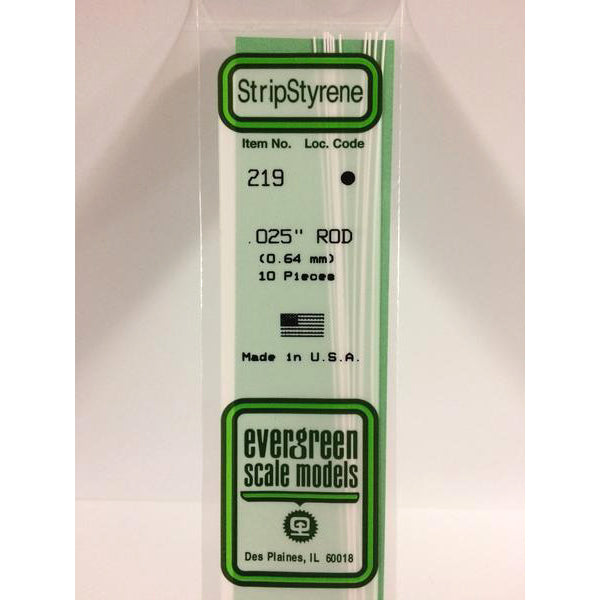 StripStyrene
Item No. Loc. Code
219
.025" ROD
(0.64 mm)
10 Pieces
Made in U.S.A.
evergreen
scale models
Des Plaines, IL 60018